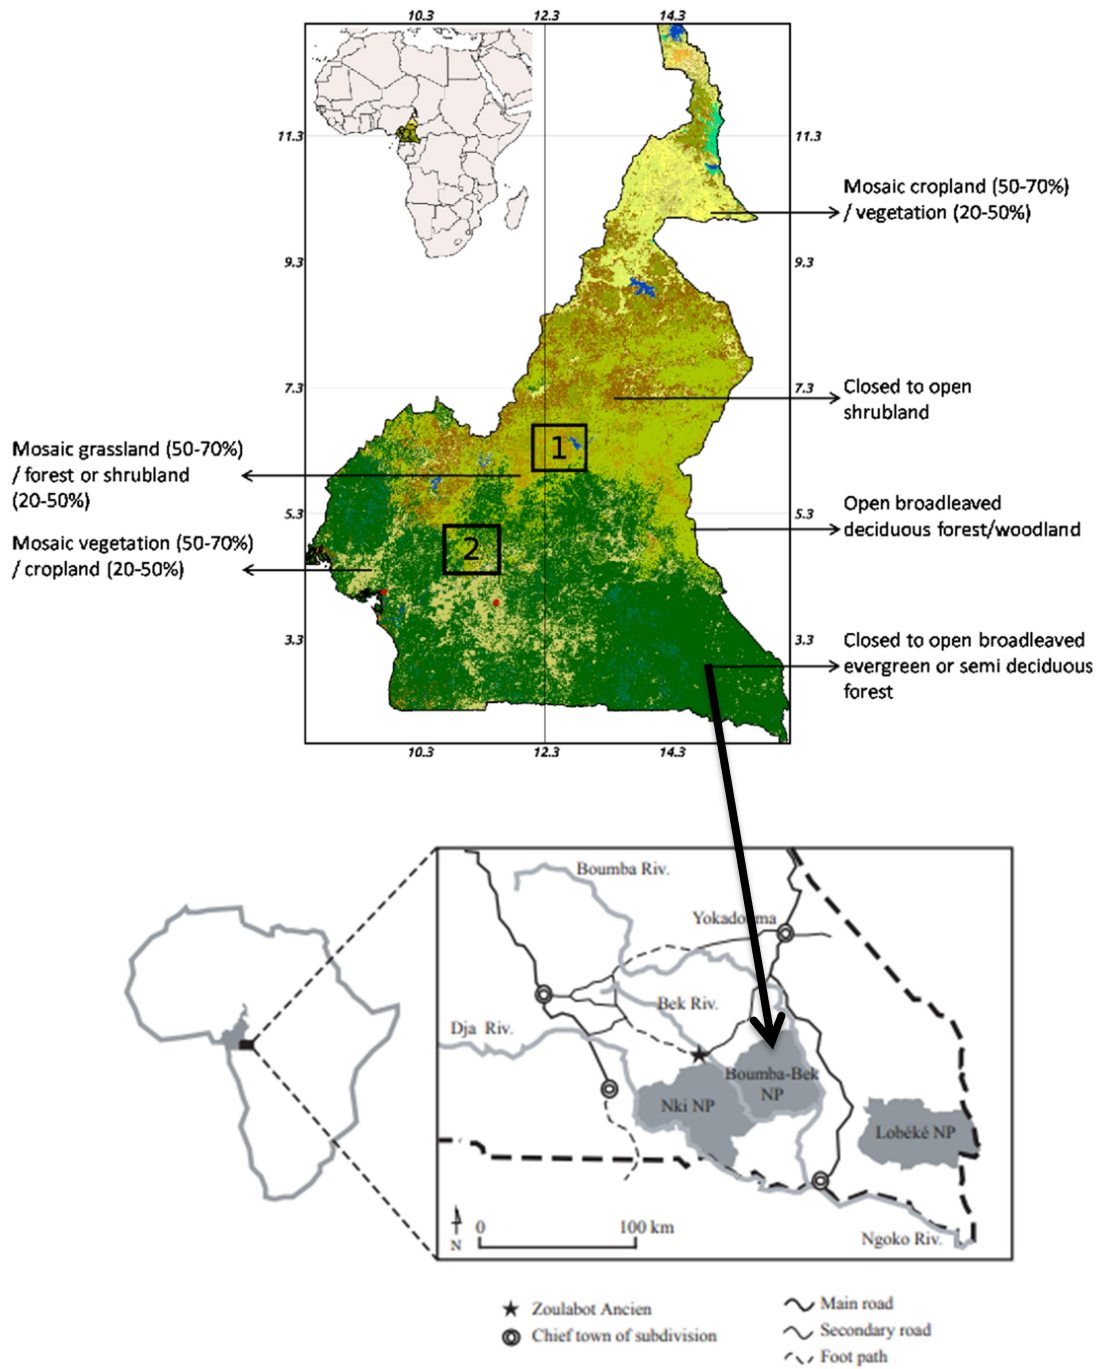 10.3 12.3 14.3
11.3 11.3
Mosaic cropland (50-70%)
/ vegetation (20-50%)
9.3 9.3
7.3 7.3
Closed to open
shrubland
1
Mosaic grassland (50-70%)
/ forest or shrubland
(20-50%)
5.3 5.3
Open broadleaved
deciduous forest/woodland
2
Mosaic vegetation (50-70%)
/ cropland (20-50%)
3.3 3.3
Closed to open broadleaved
evergreen or semi deciduous
forest
10.3 12.3 14.3
Boumba Riv.
Bek Riv.
Dja Riv.
Boumba-Bek
NP
Nki NP
Lobéké NP
Ngoko Riv.
N
0 100 km
Zoulabot Ancien
Chief town of subdivision
Main road
Secondary road
Foot path